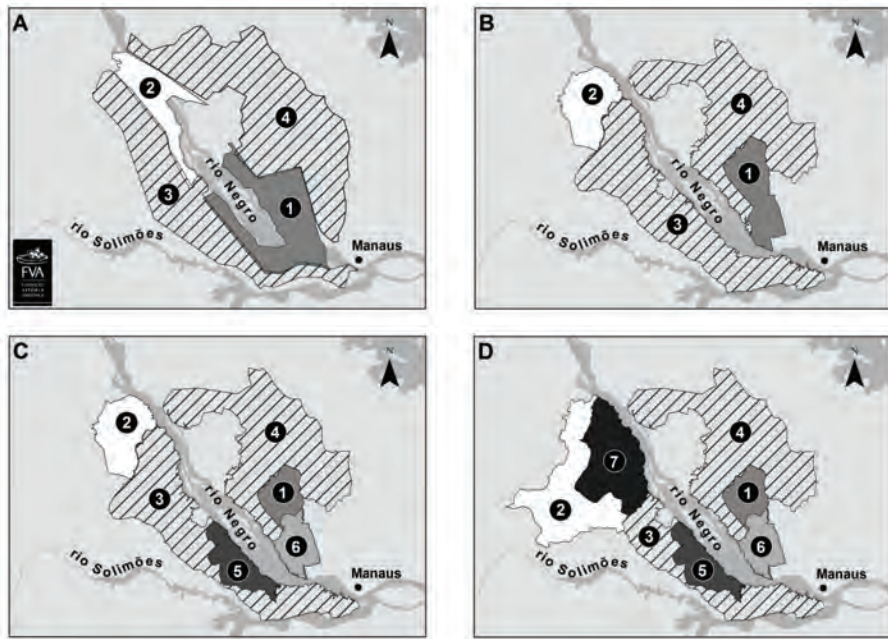 A
N
2
4
3
rio Negro
1
rio Solimões
Manaus
FVA
B
N
2
4
1
rio Negro
3
rio Solimões
Manaus
C
N
2
4
3
1
rio Negro
6
5
rio Solimões
Manaus
D
N
4
7
1
2
rio Negro
3
6
5
rio Solimões
Manaus